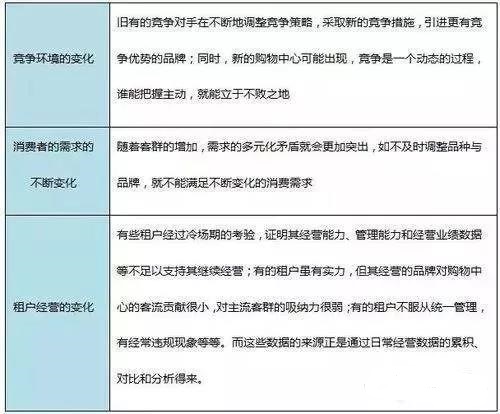 竞争环境的变化
旧有的竞争对手在不断地调整竞争策略，采取新的竞争措施，引进更有竞
争优势的品牌；同时，新的购物中心可能出现，竞争是一个动态的过程，
谁能把握主动，就能立于不败之地
消费者的需求的
不断变化
随着客群的增加，需求的多元化矛盾就会更加突出，如不及时调整品种与
品牌，就不能满足不断变化的消费需求
租户经营的变化
有些租户经过冷场期的考验，证明其经营能力、管理能力和经营业绩数据
等不足以支持其继续经营；有的租户虽有实力，但其经营的品牌对购物中
心的客流贡献很小，对主流客群的吸纳力很弱；有的租户不服从统一管理，
有经常违规现象等等。而这些数据的来源正是通过日常经营数据的累积、
对比和分析得来。